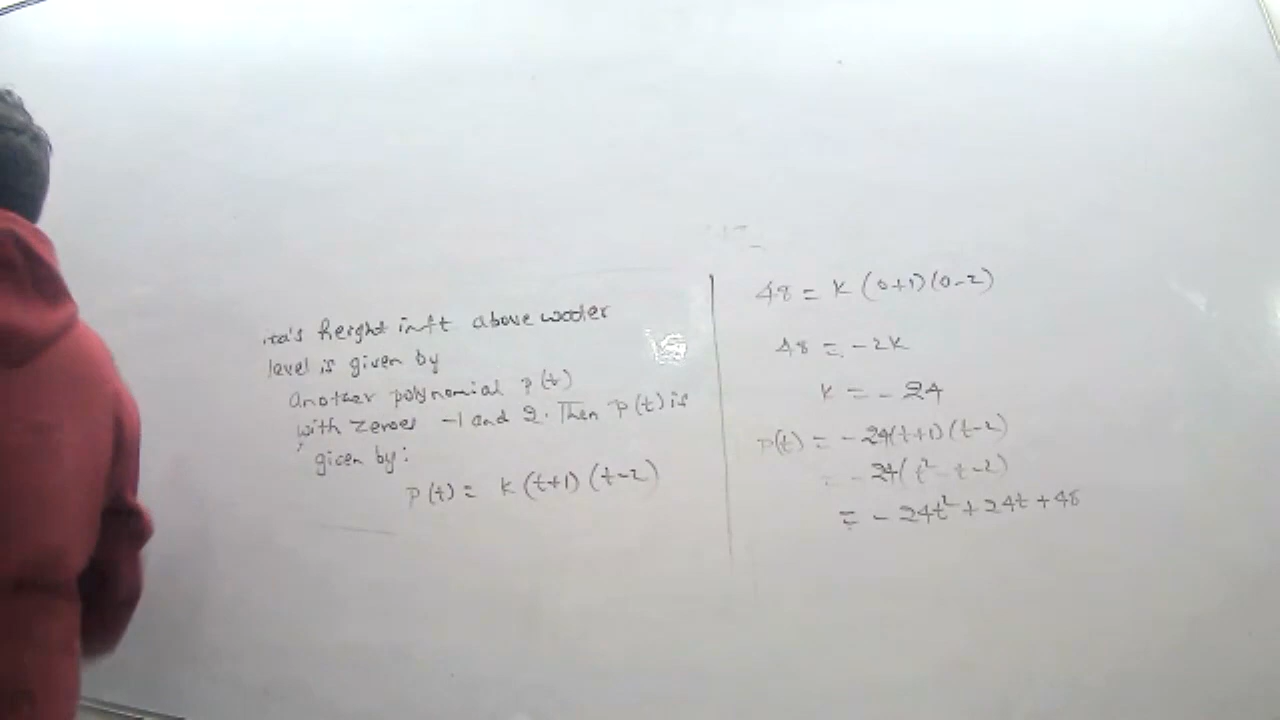 ita's height in ft above wooter
level is given by
another polynomial P(t)
with zeroes -1 and 2. Then P(t) is
given by:
P(t) = K(t+1)(t-2)
48 = K(0+1)(0-2)
48 = -2K
K = -24
P(t) = -24(t+1)(t-2)
= -24(t² - t - 2)
= -24t² + 24t + 48